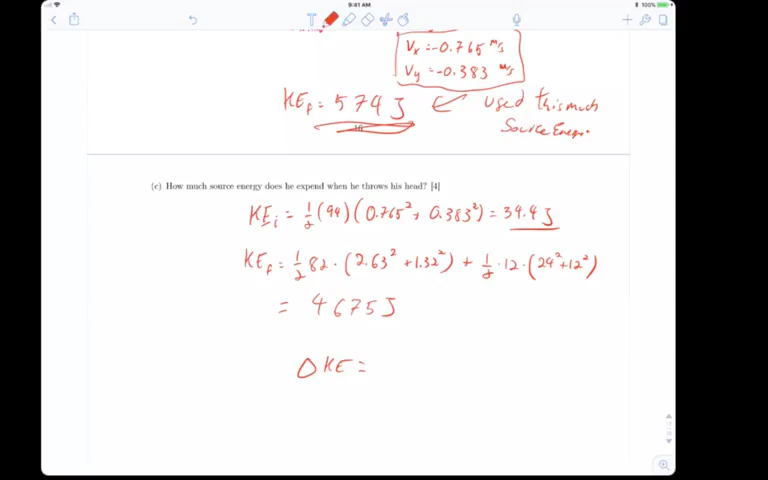 9:41 AM
100%
Vx = -0.765 m/s
Vy = -0.383 m/s
KEf = 574 J ← used this much
Source Energy
16
(c) How much source energy does he expend when he throws his head? [4]
KEi = 1/2 (94) (0.765² + 0.383²) = 34.4 J
KEf = 1/2 82 · (2.63² + 1.32²) + 1/2 · 12 · (24² + 12²)
= 4675 J
ΔKE =